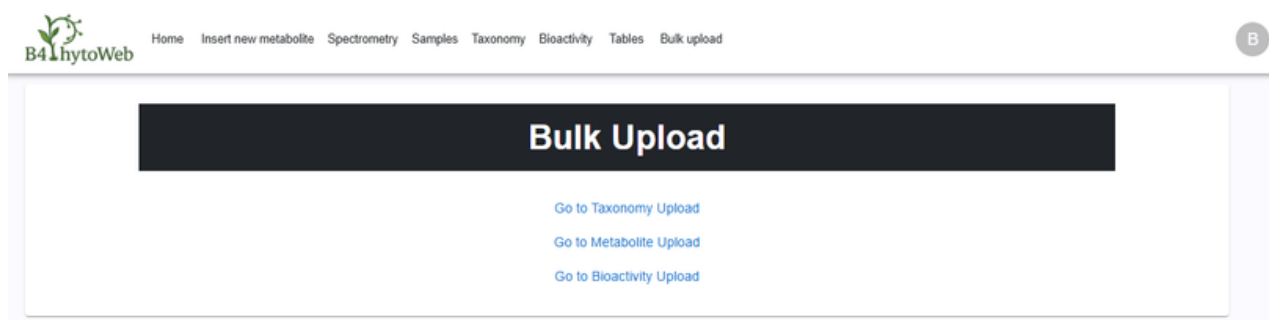 B4PhytoWeb
Home Insert new metabolite Spectrometry Samples Taxonomy Bioactivity Tables Bulk upload
B
Bulk Upload
Go to Taxonomy Upload
Go to Metabolite Upload
Go to Bioactivity Upload